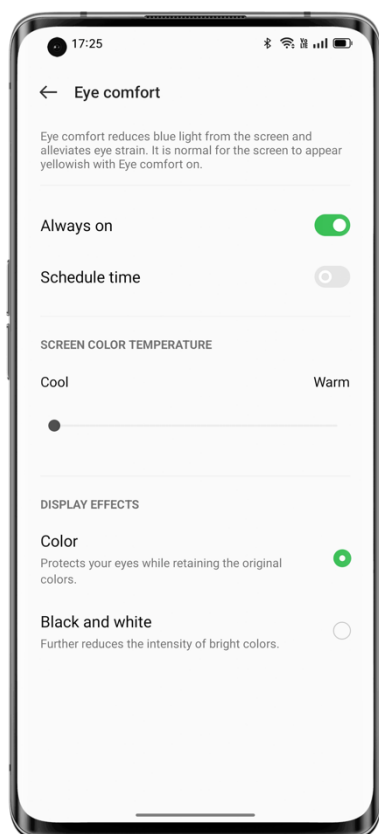 17:25
Eye comfort
Eye comfort reduces blue light from the screen and
alleviates eye strain. It is normal for the screen to appear
yellowish with Eye comfort on.
Always on
Schedule time
SCREEN COLOR TEMPERATURE
Cool
Warm
DISPLAY EFFECTS
Color
Protects your eyes while retaining the original
colors.
Black and white
Further reduces the intensity of bright colors.